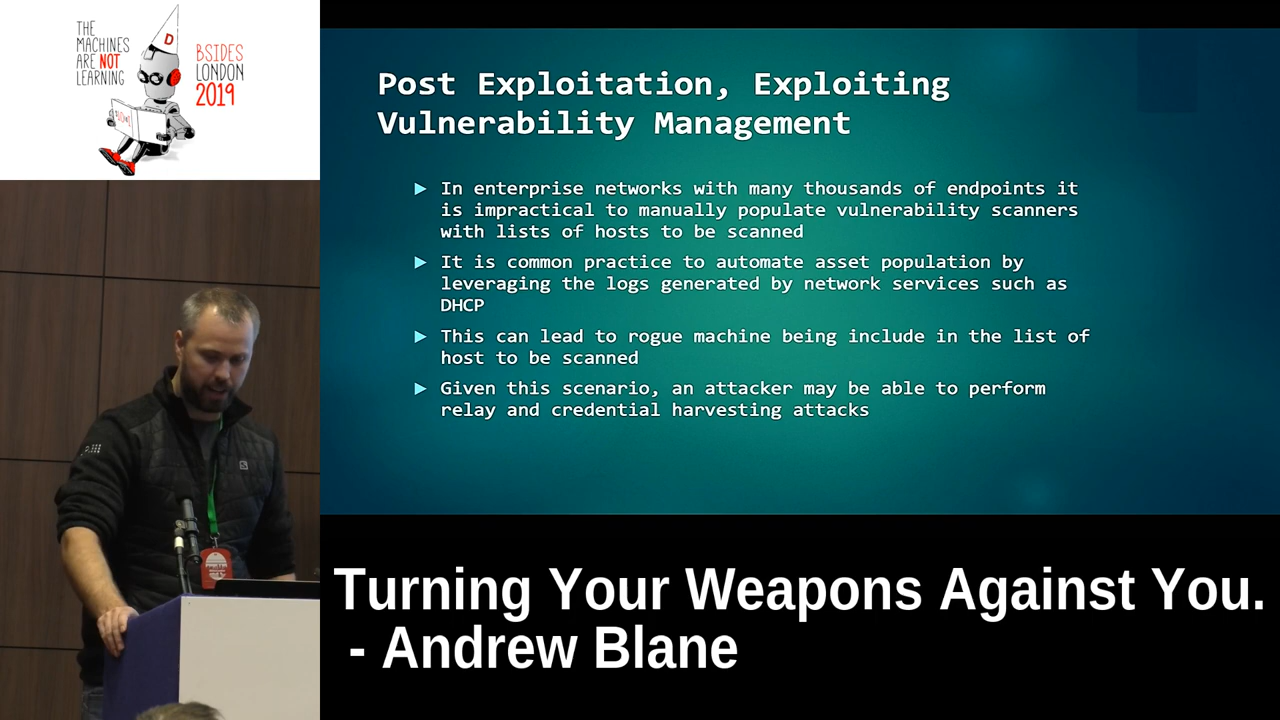 THE
MACHINES
ARE NOT
LEARNING
D
BSIDES
LONDON
2019
Post Exploitation, Exploiting
Vulnerability Management
In enterprise networks with many thousands of endpoints it
is impractical to manually populate vulnerability scanners
with lists of hosts to be scanned
It is common practice to automate asset population by
leveraging the logs generated by network services such as
DHCP
This can lead to rogue machine being include in the list of
host to be scanned
Given this scenario, an attacker may be able to perform
relay and credential harvesting attacks
Turning Your Weapons Against You.
- Andrew Blane